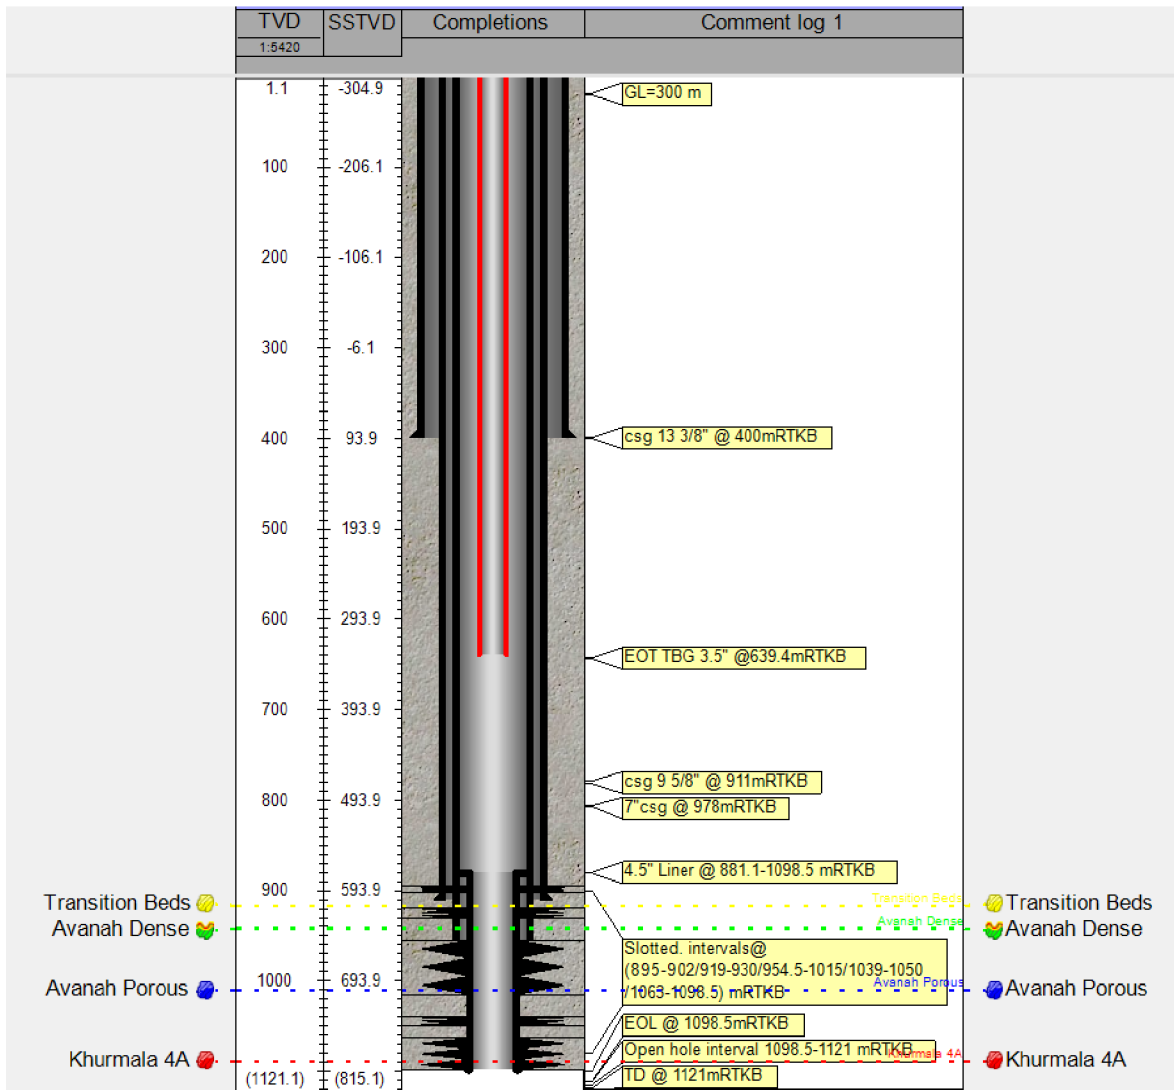 TVD SSTVD Completions Comment log 1
1:5420
1.1 -304.9
GL=300 m
100 -206.1
200 -106.1
300 -6.1
400 93.9
csg 13 3/8" @ 400mRTKB
500 193.9
600 293.9
EOT TBG 3.5" @639.4mRTKB
700 393.9
csg 9 5/8" @ 911mRTKB
800 493.9
7"csg @ 978mRTKB
4.5" Liner @ 881.1-1098.5 mRTKB
900 593.9
Transition Beds Transition Beds Transition Beds
Avanah Dense Avanah Dense Avanah Dense
Slotted. intervals@
(895-902/919-930/954.5-1015/1039-1050
/1063-1098.5) mRTKB
1000 693.9
Avanah Porous Avanah Porous Avanah Porous
EOL @ 1098.5mRTKB
Open hole interval 1098.5-1121 mRTKB
Khurmala 4A Khurmala 4A Khurmala 4A
(1121.1) (815.1)
TD @ 1121mRTKB